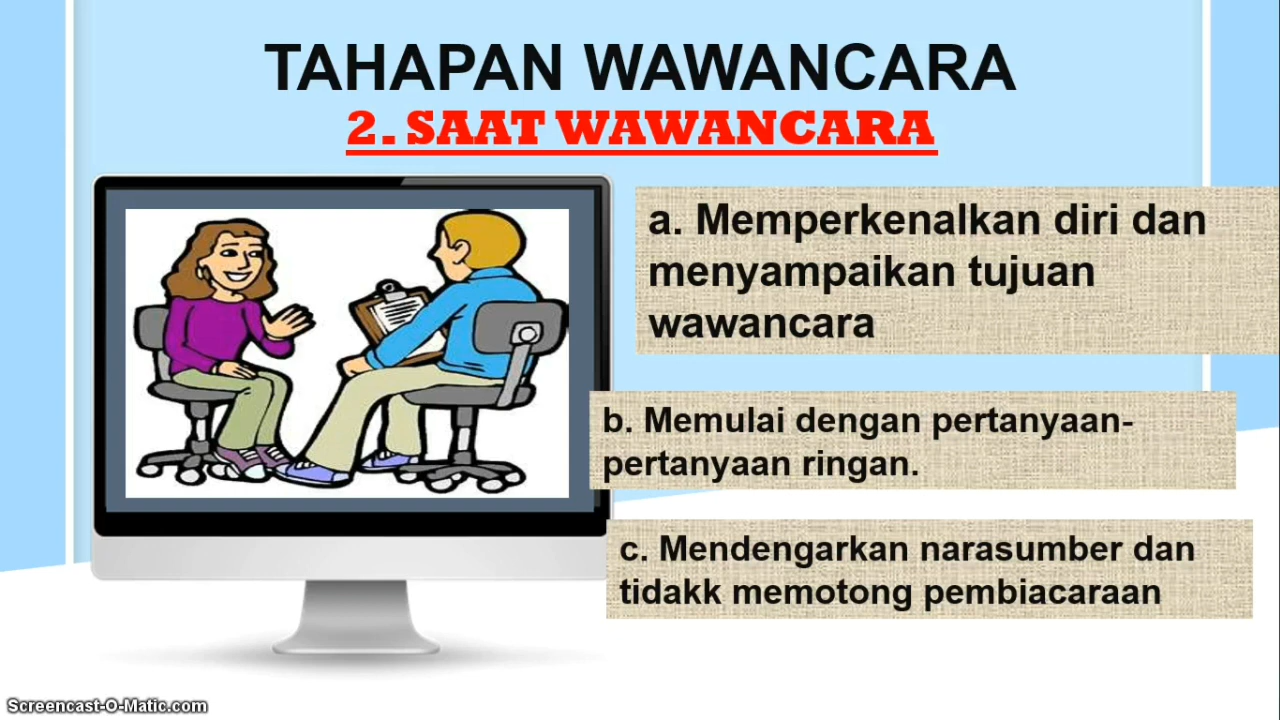 TAHAPAN WAWANCARA
2. SAAT WAWANCARA
a. Memperkenalkan diri dan
menyampaikan tujuan
wawancara
b. Memulai dengan pertanyaan-
pertanyaan ringan.
c. Mendengarkan narasumber dan
tidakk memotong pembiacaraan
Screencast-O-Matic.com